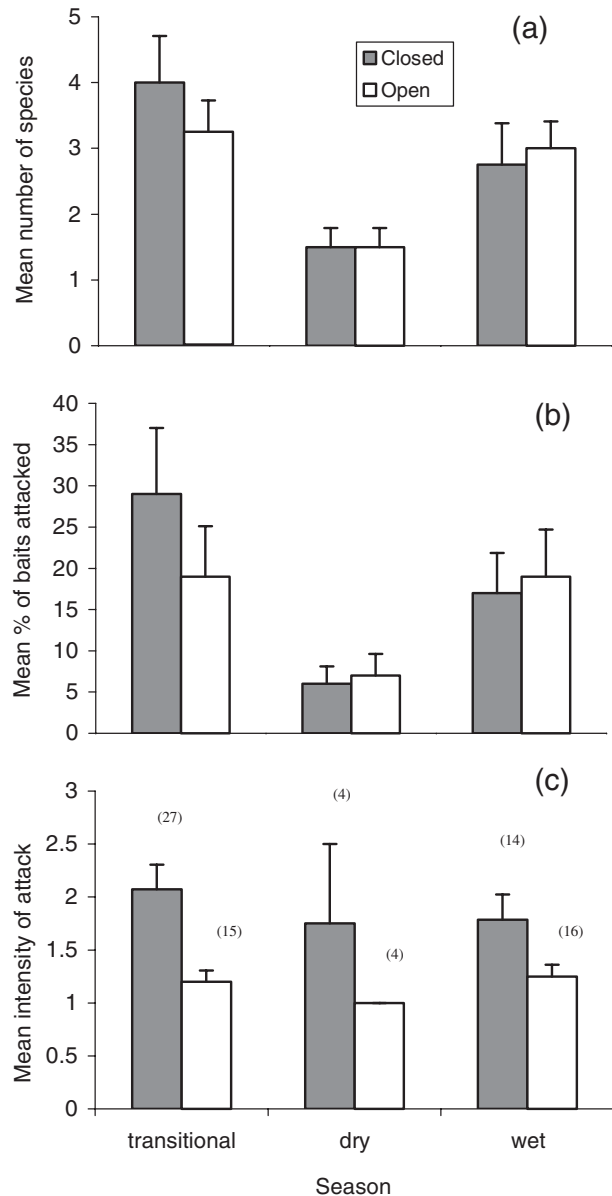 (a)
Closed
Open
Mean number of species
5
4
3
2
1
0
(b)
Mean % of baits attacked
40
35
30
25
20
15
10
5
0
(c)
Mean intensity of attack
3
2.5
2
1.5
1
0.5
0
(27)
(15)
(4)
(4)
(14)
(16)
transitional dry wet
Season